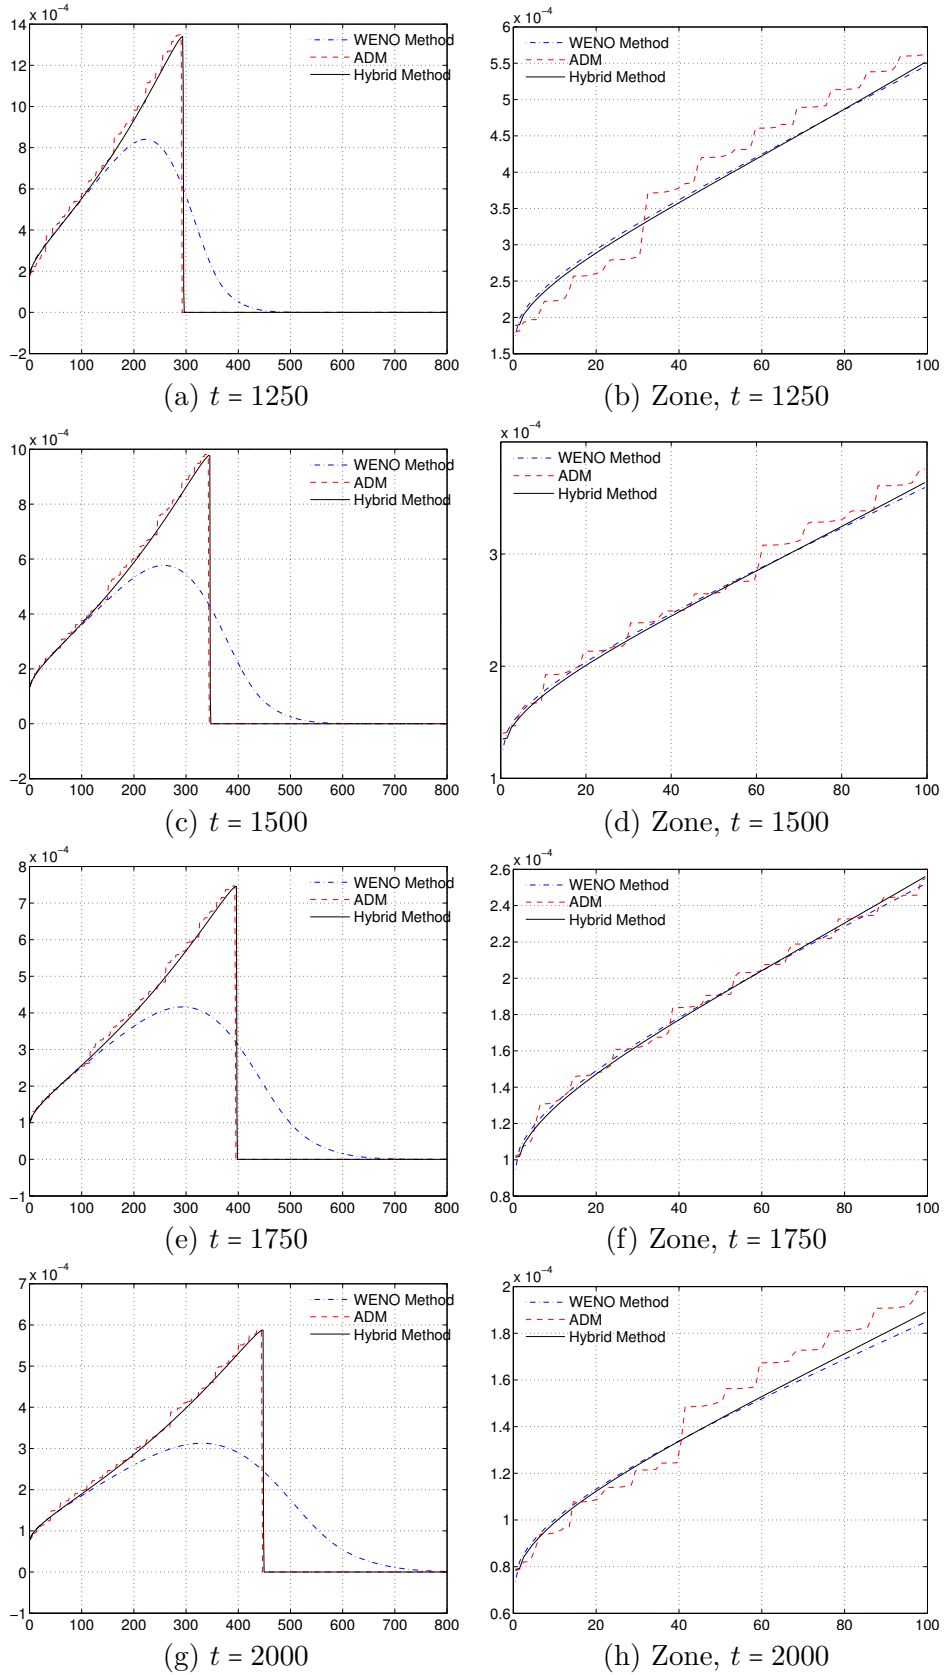 x 10⁻⁴
14
12
10
8
6
4
2
0
−2
0 100 200 300 400 500 600 700 800
WENO Method
ADM
Hybrid Method
(a) t = 1250
x 10⁻⁴
6
5.5
5
4.5
4
3.5
3
2.5
2
1.5
0 20 40 60 80 100
WENO Method
ADM
Hybrid Method
(b) Zone, t = 1250
x 10⁻⁴
10
8
6
4
2
0
−2
0 100 200 300 400 500 600 700 800
WENO Method
ADM
Hybrid Method
(c) t = 1500
x 10⁻⁴
3
2
1
0 20 40 60 80 100
WENO Method
ADM
Hybrid Method
(d) Zone, t = 1500
x 10⁻⁴
8
7
6
5
4
3
2
1
0
−1
0 100 200 300 400 500 600 700 800
WENO Method
ADM
Hybrid Method
(e) t = 1750
x 10⁻⁴
2.6
2.4
2.2
2
1.8
1.6
1.4
1.2
1
0.8
0 20 40 60 80 100
WENO Method
ADM
Hybrid Method
(f) Zone, t = 1750
x 10⁻⁴
7
6
5
4
3
2
1
0
−1
0 100 200 300 400 500 600 700 800
WENO Method
ADM
Hybrid Method
(g) t = 2000
x 10⁻⁴
2
1.8
1.6
1.4
1.2
1
0.8
0.6
0 20 40 60 80 100
WENO Method
ADM
Hybrid Method
(h) Zone, t = 2000